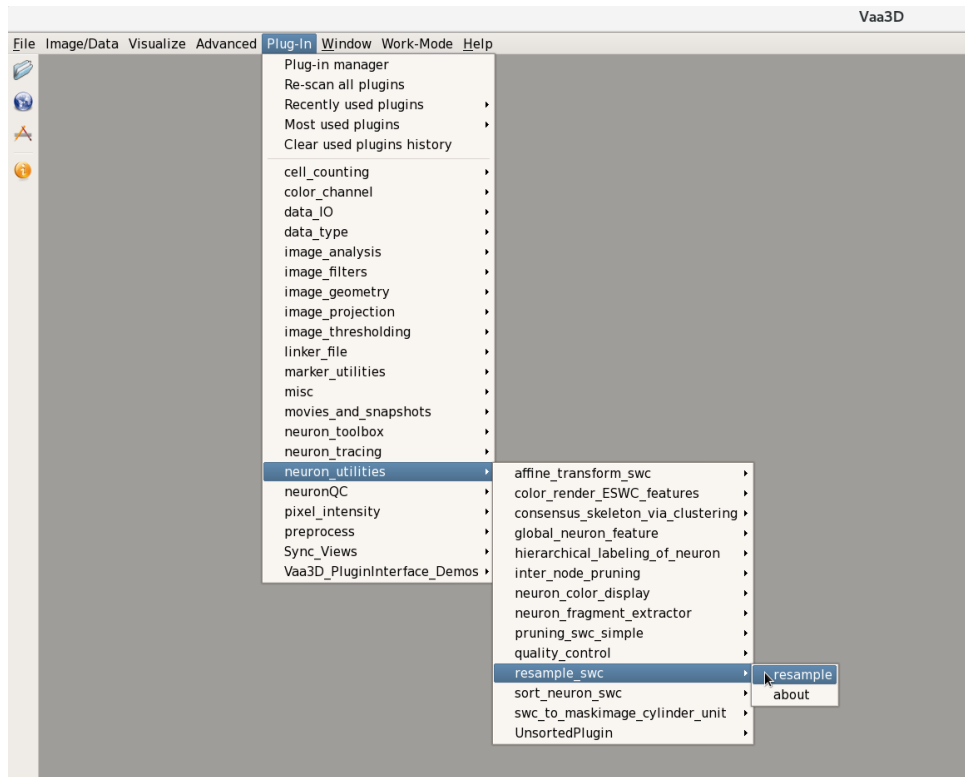 Vaa3D
File Image/Data Visualize Advanced Plug-In Window Work-Mode Help
Plug-in manager
Re-scan all plugins
Recently used plugins
Most used plugins
Clear used plugins history
cell_counting
color_channel
data_IO
data_type
image_analysis
image_filters
image_geometry
image_projection
image_thresholding
linker_file
marker_utilities
misc
movies_and_snapshots
neuron_toolbox
neuron_tracing
neuron_utilities
neuronQC
pixel_intensity
preprocess
Sync_Views
Vaa3D_PluginInterface_Demos
affine_transform_swc
color_render_ESWC_features
consensus_skeleton_via_clustering
global_neuron_feature
hierarchical_labeling_of_neuron
inter_node_pruning
neuron_color_display
neuron_fragment_extractor
pruning_swc_simple
quality_control
resample_swc
sort_neuron_swc
swc_to_maskimage_cylinder_unit
UnsortedPlugin
resample
about